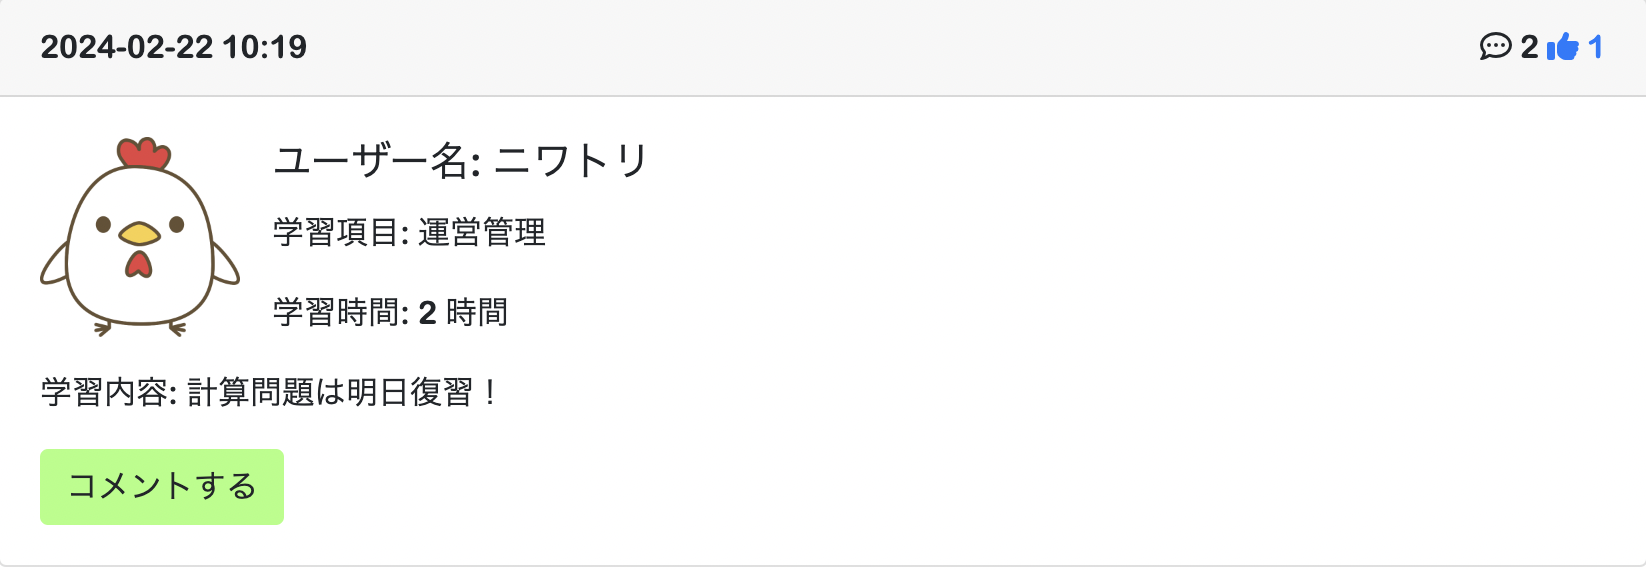 2024-02-22 10:19
2 1
ユーザー名: ニワトリ
学習項目: 運営管理
学習時間: 2 時間
学習内容: 計算問題は明日復習！
コメントする